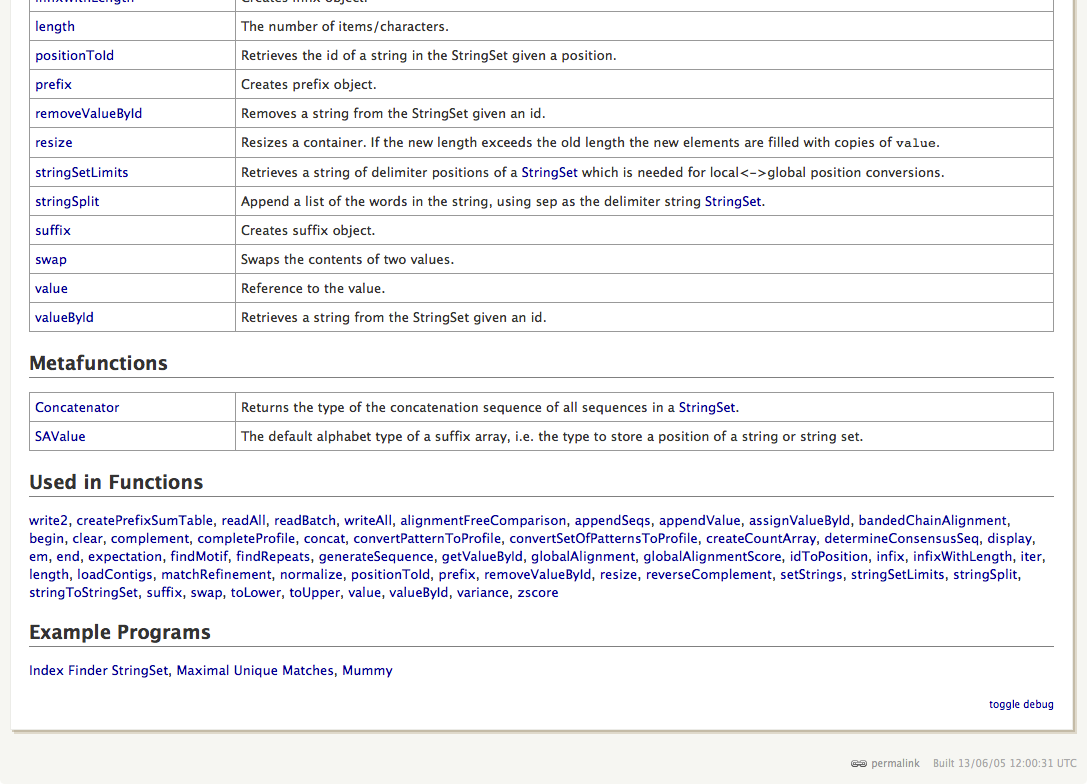 infixWithLength Creates infix object.
length The number of items/characters.
positionToId Retrieves the id of a string in the StringSet given a position.
prefix Creates prefix object.
removeValueById Removes a string from the StringSet given an id.
resize Resizes a container. If the new length exceeds the old length the new elements are filled with copies of value.
stringSetLimits Retrieves a string of delimiter positions of a StringSet which is needed for local<->global position conversions.
stringSplit Append a list of the words in the string, using sep as the delimiter string StringSet.
suffix Creates suffix object.
swap Swaps the contents of two values.
value Reference to the value.
valueById Retrieves a string from the StringSet given an id.
Metafunctions
Concatenator Returns the type of the concatenation sequence of all sequences in a StringSet.
SAValue The default alphabet type of a suffix array, i.e. the type to store a position of a string or string set.
Used in Functions
write2, createPrefixSumTable, readAll, readBatch, writeAll, alignmentFreeComparison, appendSeqs, appendValue, assignValueById, bandedChainAlignment,
begin, clear, complement, completeProfile, concat, convertPatternToProfile, convertSetOfPatternsToProfile, createCountArray, determineConsensusSeq, display,
em, end, expectation, findMotif, findRepeats, generateSequence, getValueById, globalAlignment, globalAlignmentScore, idToPosition, infix, infixWithLength, iter,
length, loadContigs, matchRefinement, normalize, positionToId, prefix, removeValueById, resize, reverseComplement, setStrings, stringSetLimits, stringSplit,
stringToStringSet, suffix, swap, toLower, toUpper, value, valueById, variance, zscore
Example Programs
Index Finder StringSet, Maximal Unique Matches, Mummy
toggle debug
permalink Built 13/06/05 12:00:31 UTC